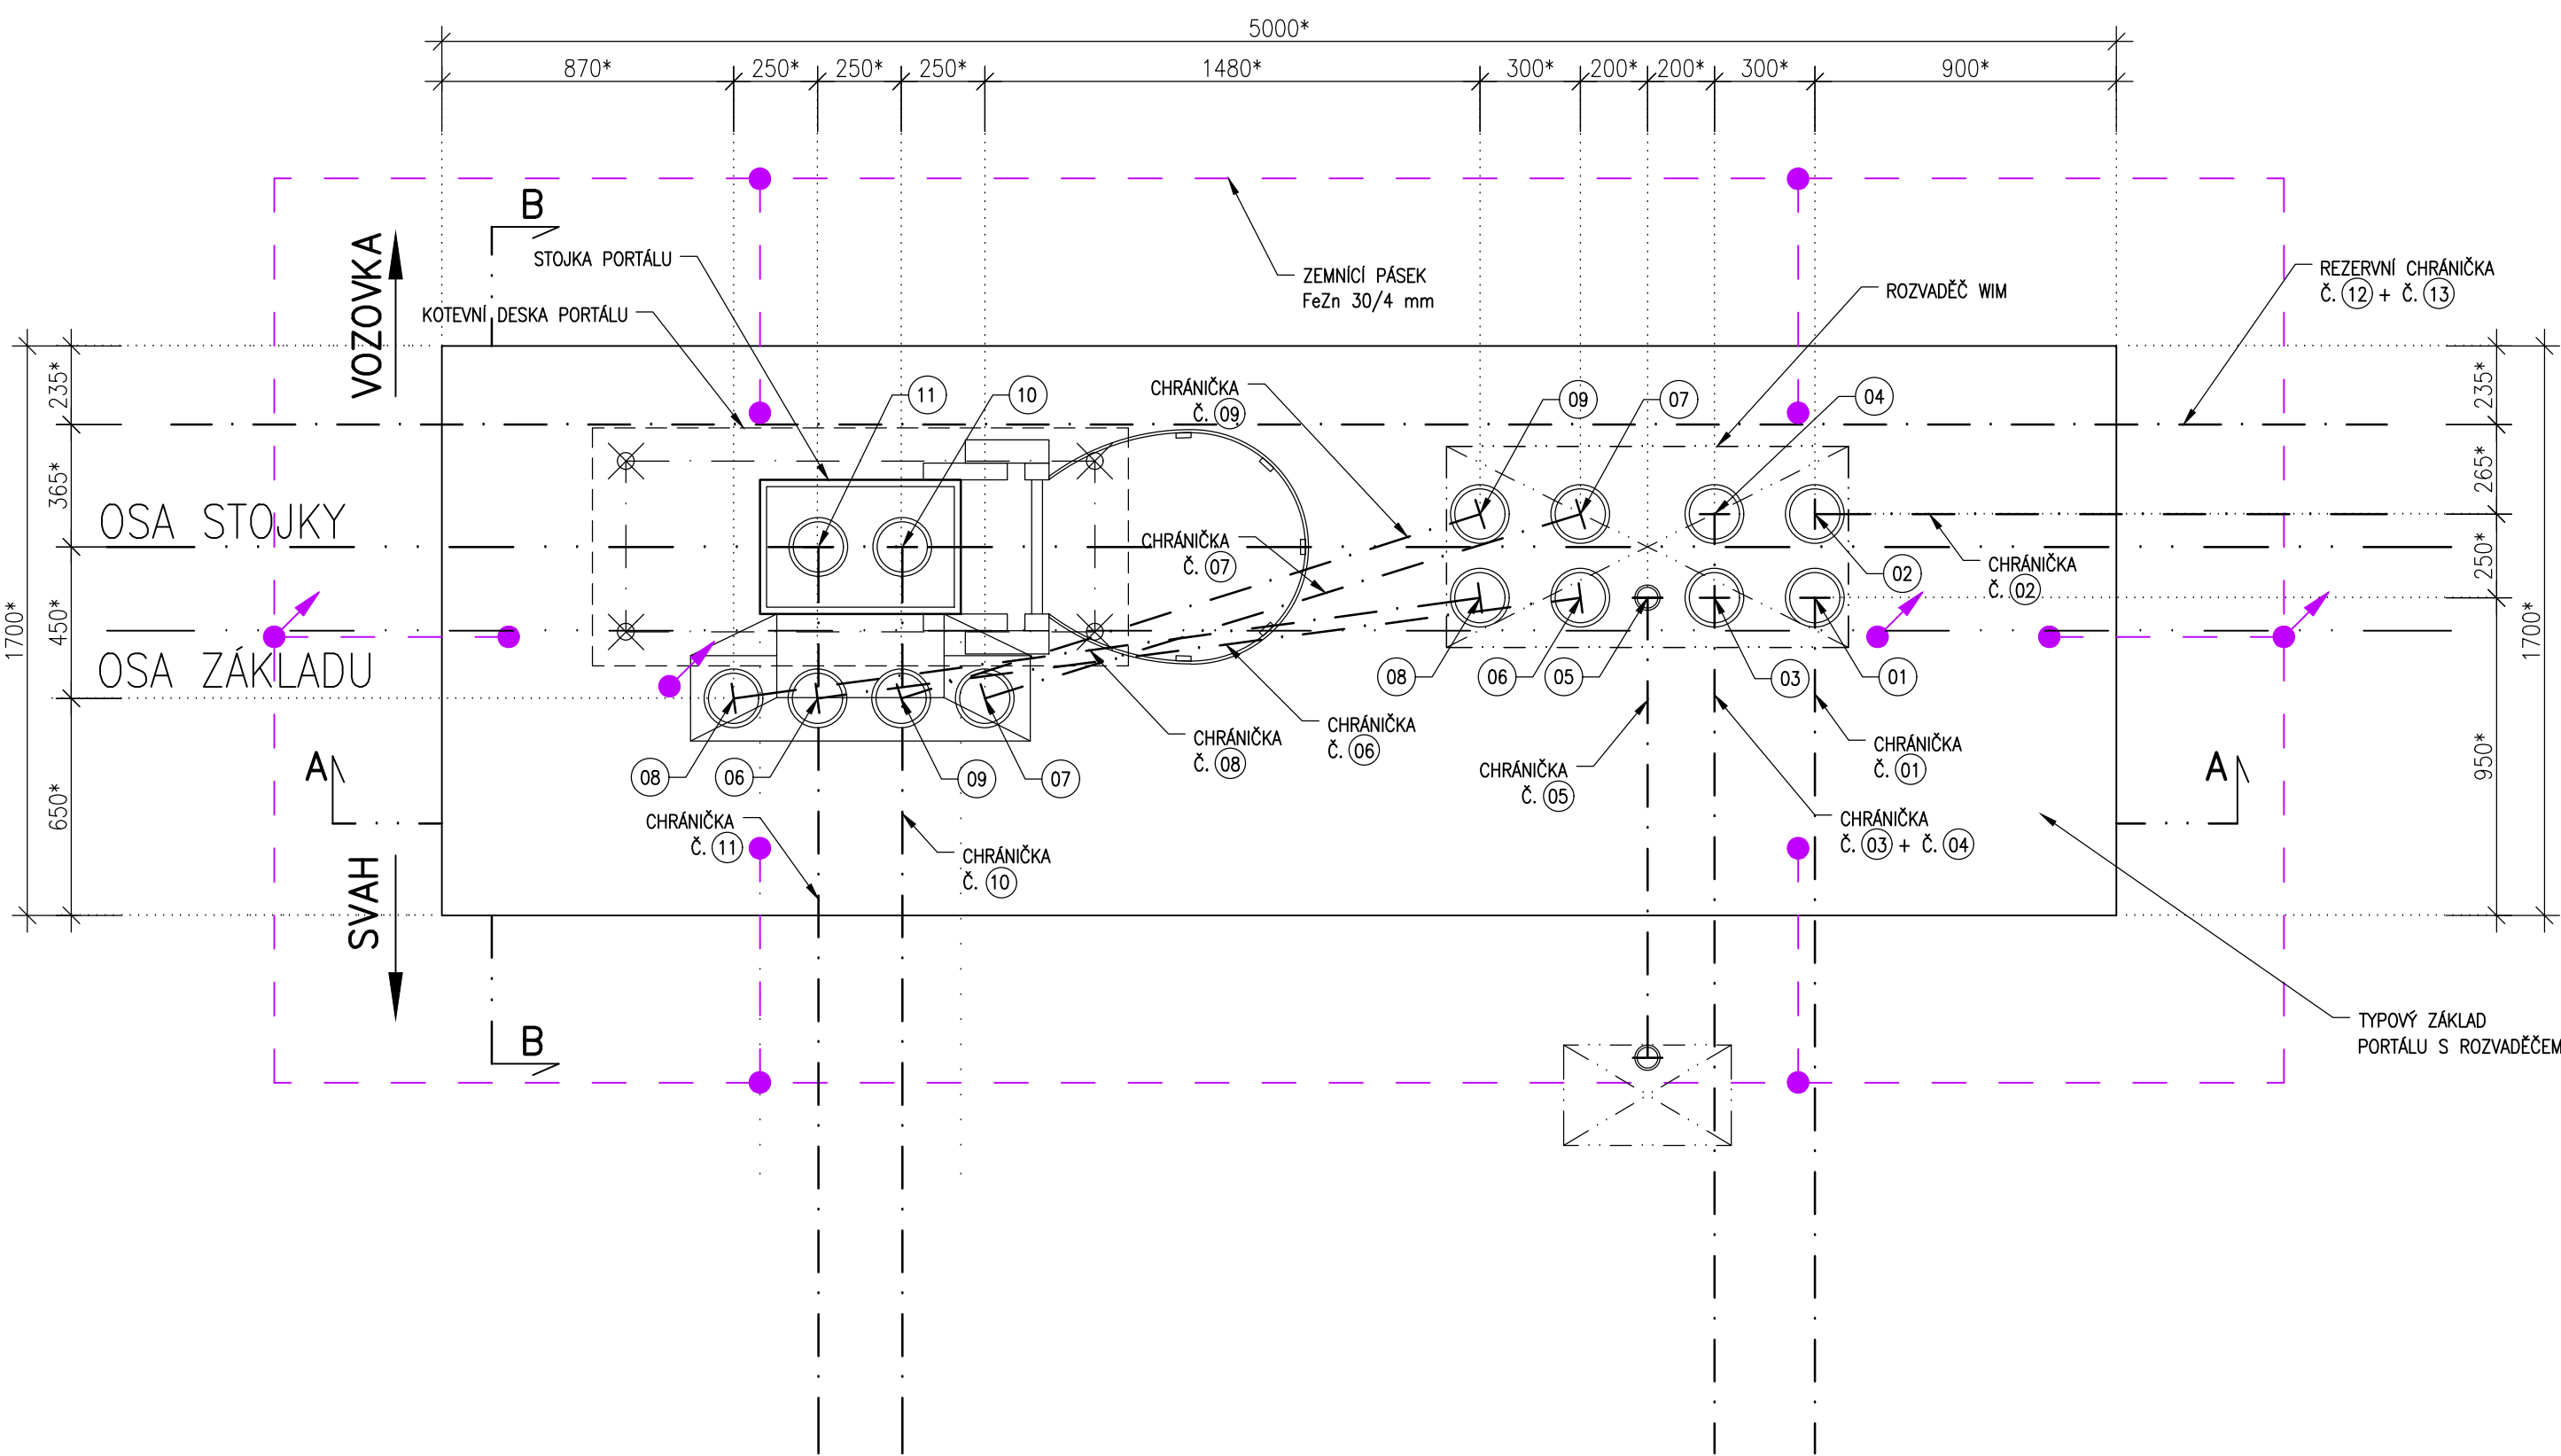 5000*
870*
250*
250*
250*
1480*
300*
200*
200*
300*
900*
B
VOZOVKA
STOJKA PORTÁLU
KOTEVNÍ DESKA PORTÁLU
ZEMNÍCÍ PÁSEK
FeZn 30/4 mm
ROZVADĚČ WIM
REZERVNÍ CHRÁNIČKA
Č. 12 + Č. 13
1700*
235*
365*
450*
650*
235*
265*
250*
950*
1700*
11
10
CHRÁNIČKA
Č. 09
09
07
04
OSA STOJKY
CHRÁNIČKA
Č. 07
02
CHRÁNIČKA
Č. 02
OSA ZÁKLADU
08
06
05
03
01
08
06
09
07
CHRÁNIČKA
Č. 08
CHRÁNIČKA
Č. 06
CHRÁNIČKA
Č. 05
CHRÁNIČKA
Č. 01
A
A
CHRÁNIČKA
Č. 11
CHRÁNIČKA
Č. 10
CHRÁNIČKA
Č. 03 + Č. 04
SVAH
B
TYPOVÝ ZÁKLAD
PORTÁLU S ROZVADĚČEM